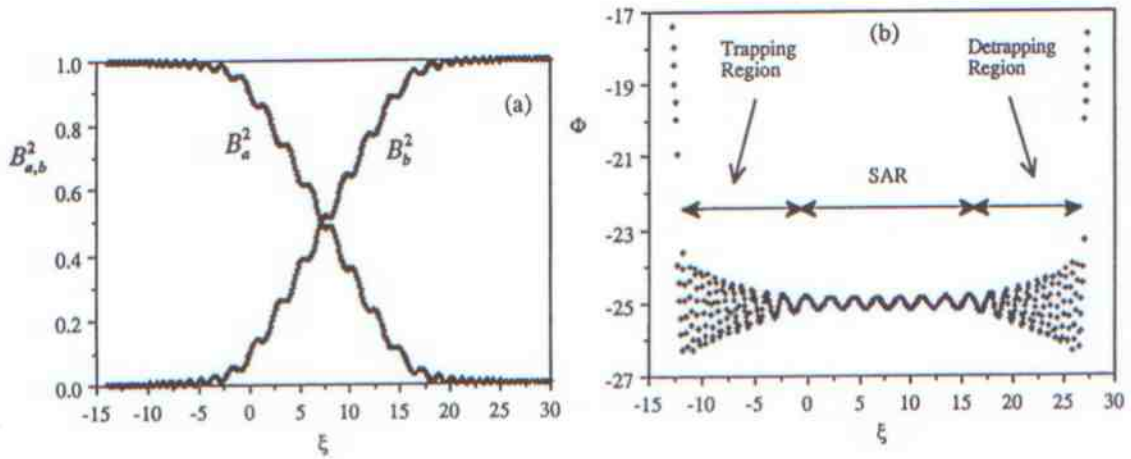 1.0
0.8
0.6
0.4
0.2
0.0
B²a,b
(a)
B²a
B²b
-15 -10 -5 0 5 10 15 20 25 30
ξ
-17
-19
-21
-23
-25
-27
Φ
(b)
Trapping
Region
Detrapping
Region
SAR
-15 -10 -5 0 5 10 15 20 25 30
ξ